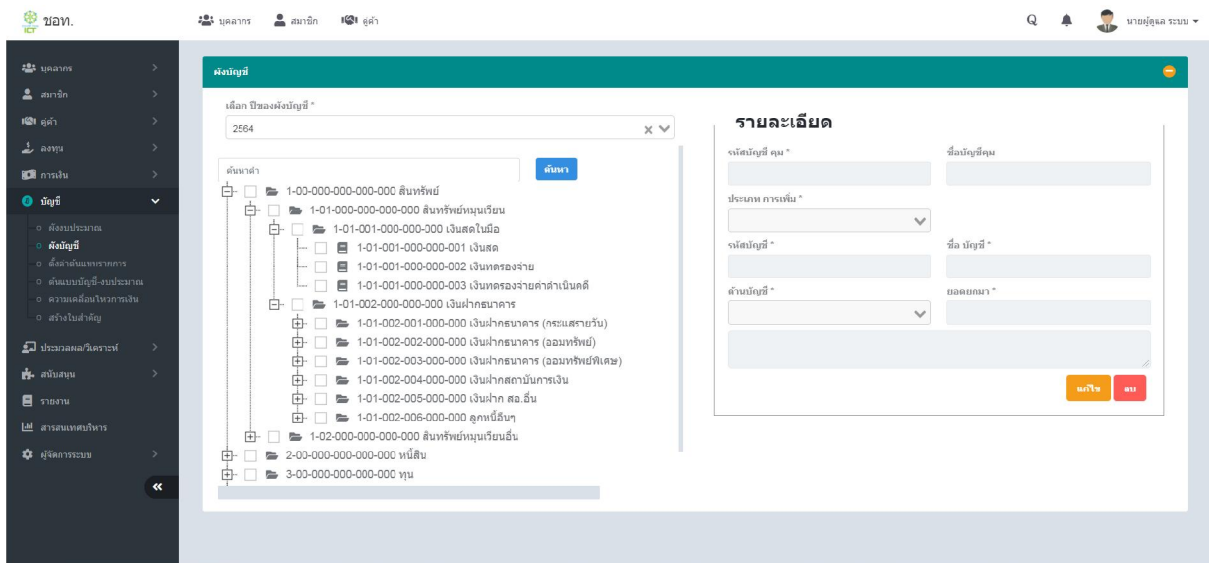 ชอท.
ICT
บุคลากร
สมาชิก
คู่ค้า
นายผู้ดูแล ระบบ
บุคลากร
สมาชิก
คู่ค้า
ลงทุน
การเงิน
บัญชี
ผังงบประมาณ
ผังบัญชี
ตั้งค่าต้นแบบรายการ
ต้นแบบบัญชี-งบประมาณ
ความเคลื่อนไหวการเงิน
สร้างใบสำคัญ
ประมวลผล/วิเคราะห์
สนับสนุน
รายงาน
สารสนเทศบริหาร
ผู้จัดการระบบ
ผังบัญชี
เลือก ปีของผังบัญชี *
2564
ค้นหาคำ
ค้นหา
1-00-000-000-000-000 สินทรัพย์
1-01-000-000-000-000 สินทรัพย์หมุนเวียน
1-01-001-000-000-000 เงินสดในมือ
1-01-001-000-000-001 เงินสด
1-01-001-000-000-002 เงินทดรองจ่าย
1-01-001-000-000-003 เงินทดรองจ่ายค่าดำเนินคดี
1-01-002-000-000-000 เงินฝากธนาคาร
1-01-002-001-000-000 เงินฝากธนาคาร (กระแสรายวัน)
1-01-002-002-000-000 เงินฝากธนาคาร (ออมทรัพย์)
1-01-002-003-000-000 เงินฝากธนาคาร (ออมทรัพย์พิเศษ)
1-01-002-004-000-000 เงินฝากสถาบันการเงิน
1-01-002-005-000-000 เงินฝาก สอ.อื่น
1-01-002-006-000-000 ลูกหนี้อื่นๆ
1-02-000-000-000-000 สินทรัพย์หมุนเวียนอื่น
2-00-000-000-000-000 หนี้สิน
3-00-000-000-000-000 ทุน
รายละเอียด
รหัสบัญชี คุม *
ชื่อบัญชีคุม
ประเภท การเพิ่ม *
รหัสบัญชี *
ชื่อ บัญชี *
ด้านบัญชี *
ยอดยกมา *
แก้ไข
ลบ